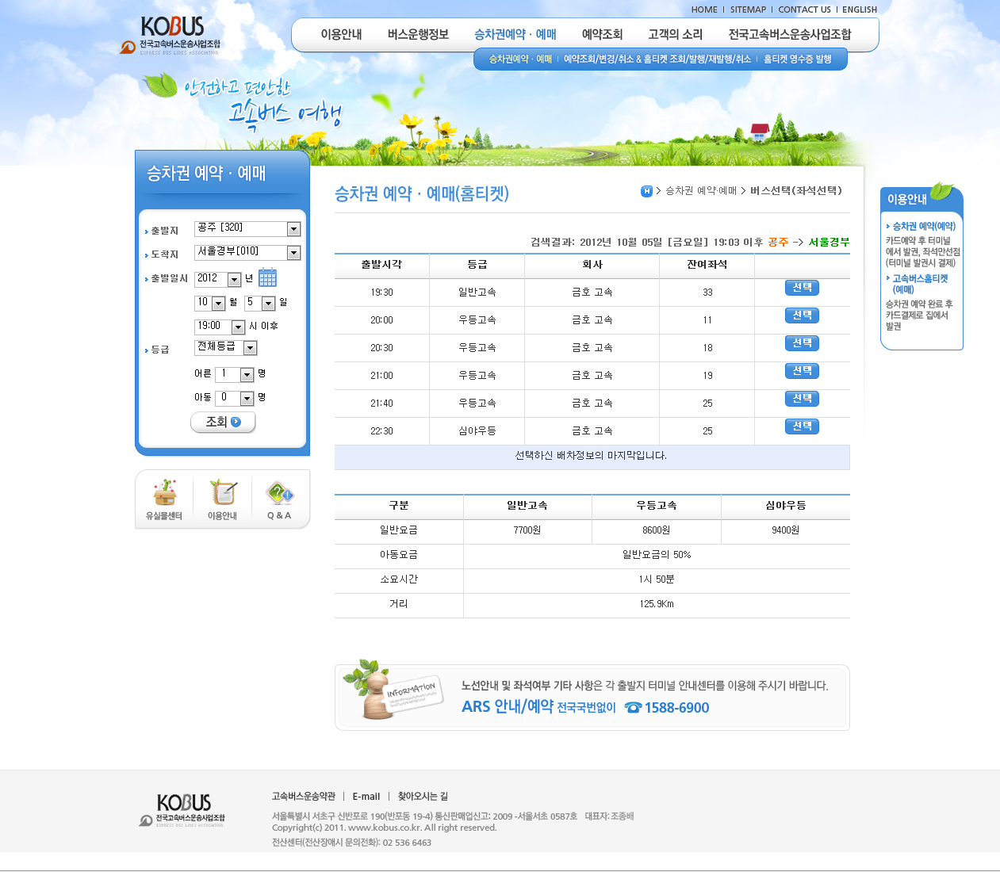 HOME | SITEMAP | CONTACT US | ENGLISH
KOBUS
전국고속버스운송사업조합
EXPRESS BUS LINES ASSOCIATION
이용안내 버스운행정보 승차권예약 · 예매 예약조회 고객의 소리 전국고속버스운송사업조합
승차권예약 · 예매 | 예약조회/변경/취소 & 홈티켓 조회/발행/재발행/취소 | 홈티켓 영수증 발행
안전하고 편안한
고속버스 여행
승차권 예약 · 예매
출발지 공주 [320]
도착지 서울경부[010]
출발일시 2012 년
10 월 5 일
19:00 시 이후
등급 전체등급
어른 1 명
아동 0 명
조회
유실물센터 이용안내 Q & A
승차권 예약 · 예매(홈티켓)
H > 승차권 예약·예매 > 버스선택(좌석선택)
검색결과: 2012년 10월 05일 [금요일] 19:03 이후 공주 -> 서울경부
출발시각 등급 회사 잔여좌석
19:30 일반고속 금호 고속 33 선택
20:00 우등고속 금호 고속 11 선택
20:30 우등고속 금호 고속 18 선택
21:00 우등고속 금호 고속 19 선택
21:40 우등고속 금호 고속 25 선택
22:30 심야우등 금호 고속 25 선택
선택하신 배차정보의 마지막입니다.
구분 일반고속 우등고속 심야우등
일반요금 7700원 8600원 9400원
아동요금 일반요금의 50%
소요시간 1시 50분
거리 125.9Km
이용안내
승차권 예약(예약)
카드예약 후 터미널
에서 발권, 좌석만선점
(터미널 발권시 결제)
고속버스홈티켓
(예매)
승차권 예약 완료 후
카드결제로 집에서
발권
INFORMATION
노선안내 및 좌석여부 기타 사항은 각 출발지 터미널 안내센터를 이용해 주시기 바랍니다.
ARS 안내/예약 전국국번없이 1588-6900
KOBUS
전국고속버스운송사업조합
EXPRESS BUS LINES ASSOCIATION
고속버스운송약관 | E-mail | 찾아오시는 길
서울특별시 서초구 신반포로 190(반포동 19-4) 통신판매업신고: 2009 -서울서초 0587호 대표자: 조종배
Copyright(c) 2011. www.kobus.co.kr. All right reserved.
전산센터(전산장애시 문의전화): 02 536 6463